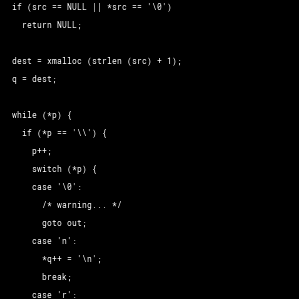 if (src == NULL || *src == '\0')
return NULL;
dest = xmalloc (strlen (src) + 1);
q = dest;
while (*p) {
if (*p == '\\') {
p++;
switch (*p) {
case '\0':
/* warning... */
goto out;
case 'n':
*q++ = '\n';
break;
case 'r':